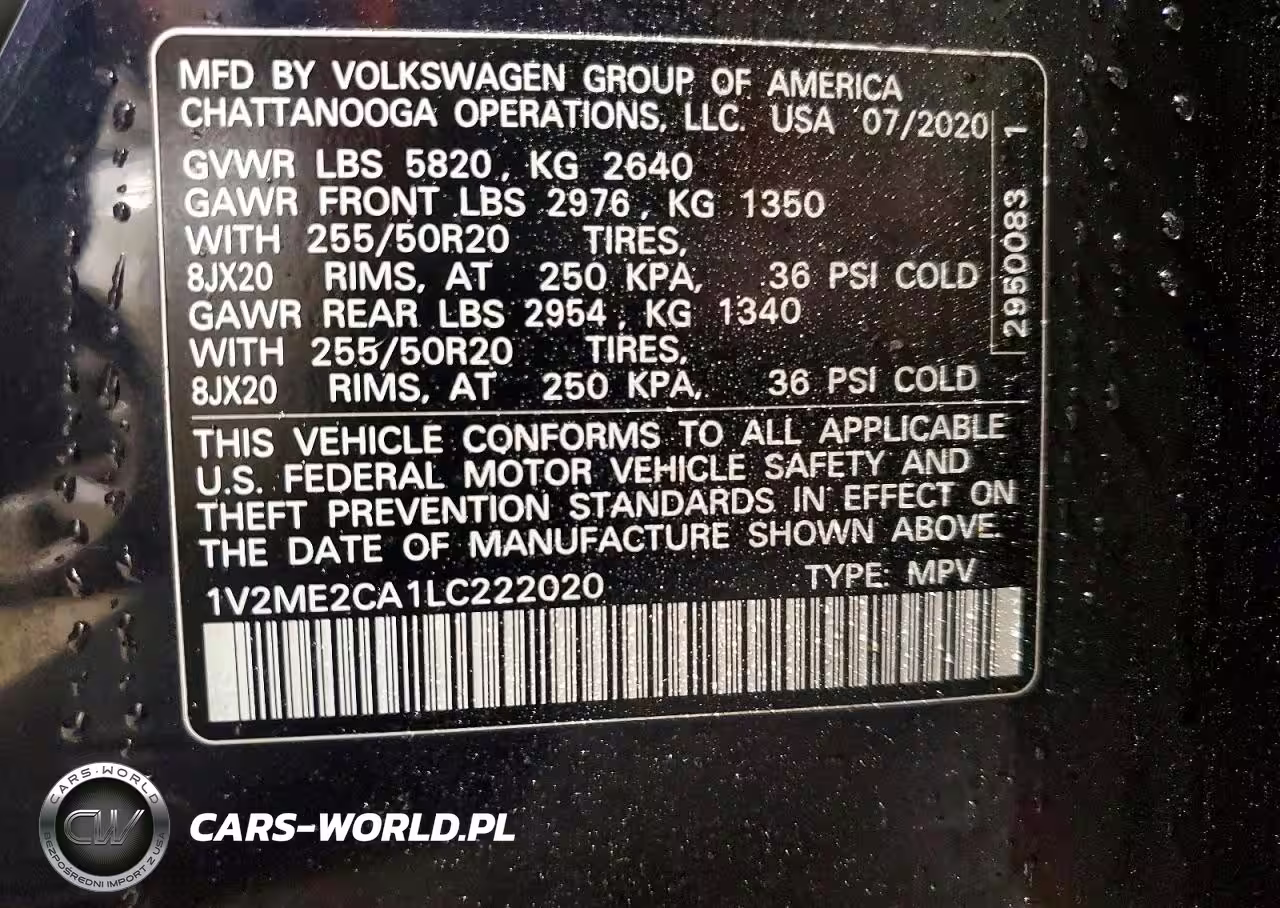 MFD BY VOLKSWAGEN GROUP OF AMERICA
CHATTANOOGA OPERATIONS, LLC. USA 07/2020
GVWR LBS 5820, KG 2640
GAWR FRONT LBS 2976, KG 1350
WITH 255/50R20 TIRES,
8JX20 RIMS, AT 250 KPA, 36 PSI COLD
GAWR REAR LBS 2954, KG 1340
WITH 255/50R20 TIRES,
8JX20 RIMS, AT 250 KPA, 36 PSI COLD
2950083 1
THIS VEHICLE CONFORMS TO ALL APPLICABLE
U.S. FEDERAL MOTOR VEHICLE SAFETY AND
THEFT PREVENTION STANDARDS IN EFFECT ON
THE DATE OF MANUFACTURE SHOWN ABOVE.
1V2ME2CA1LC222020 TYPE: MPV
CARS-WORLD
CW
BEZPOŚREDNI IMPORT Z USA
CARS-WORLD.PL